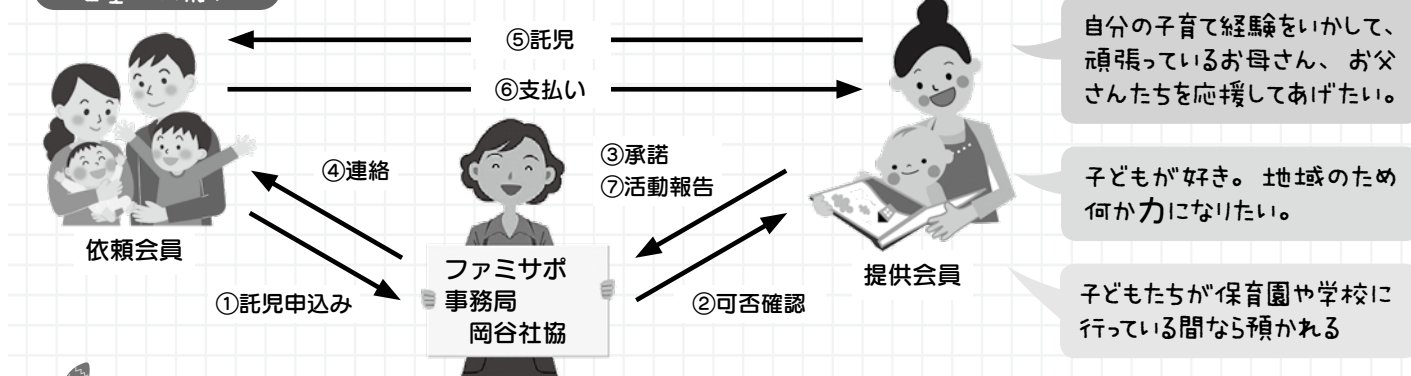 ⑤託児
⑥支払い
③承諾
⑦活動報告
④連絡
依頼会員
①託児申込み
ファミサポ
事務局
岡谷社協
②可否確認
提供会員
自分の子育て経験をいかして、
頑張っているお母さん、お父
さんたちを応援してあげたい。
子どもが好き。地域のため
何か力になりたい。
子どもたちが保育園や学校に
行っている間なら預かれる